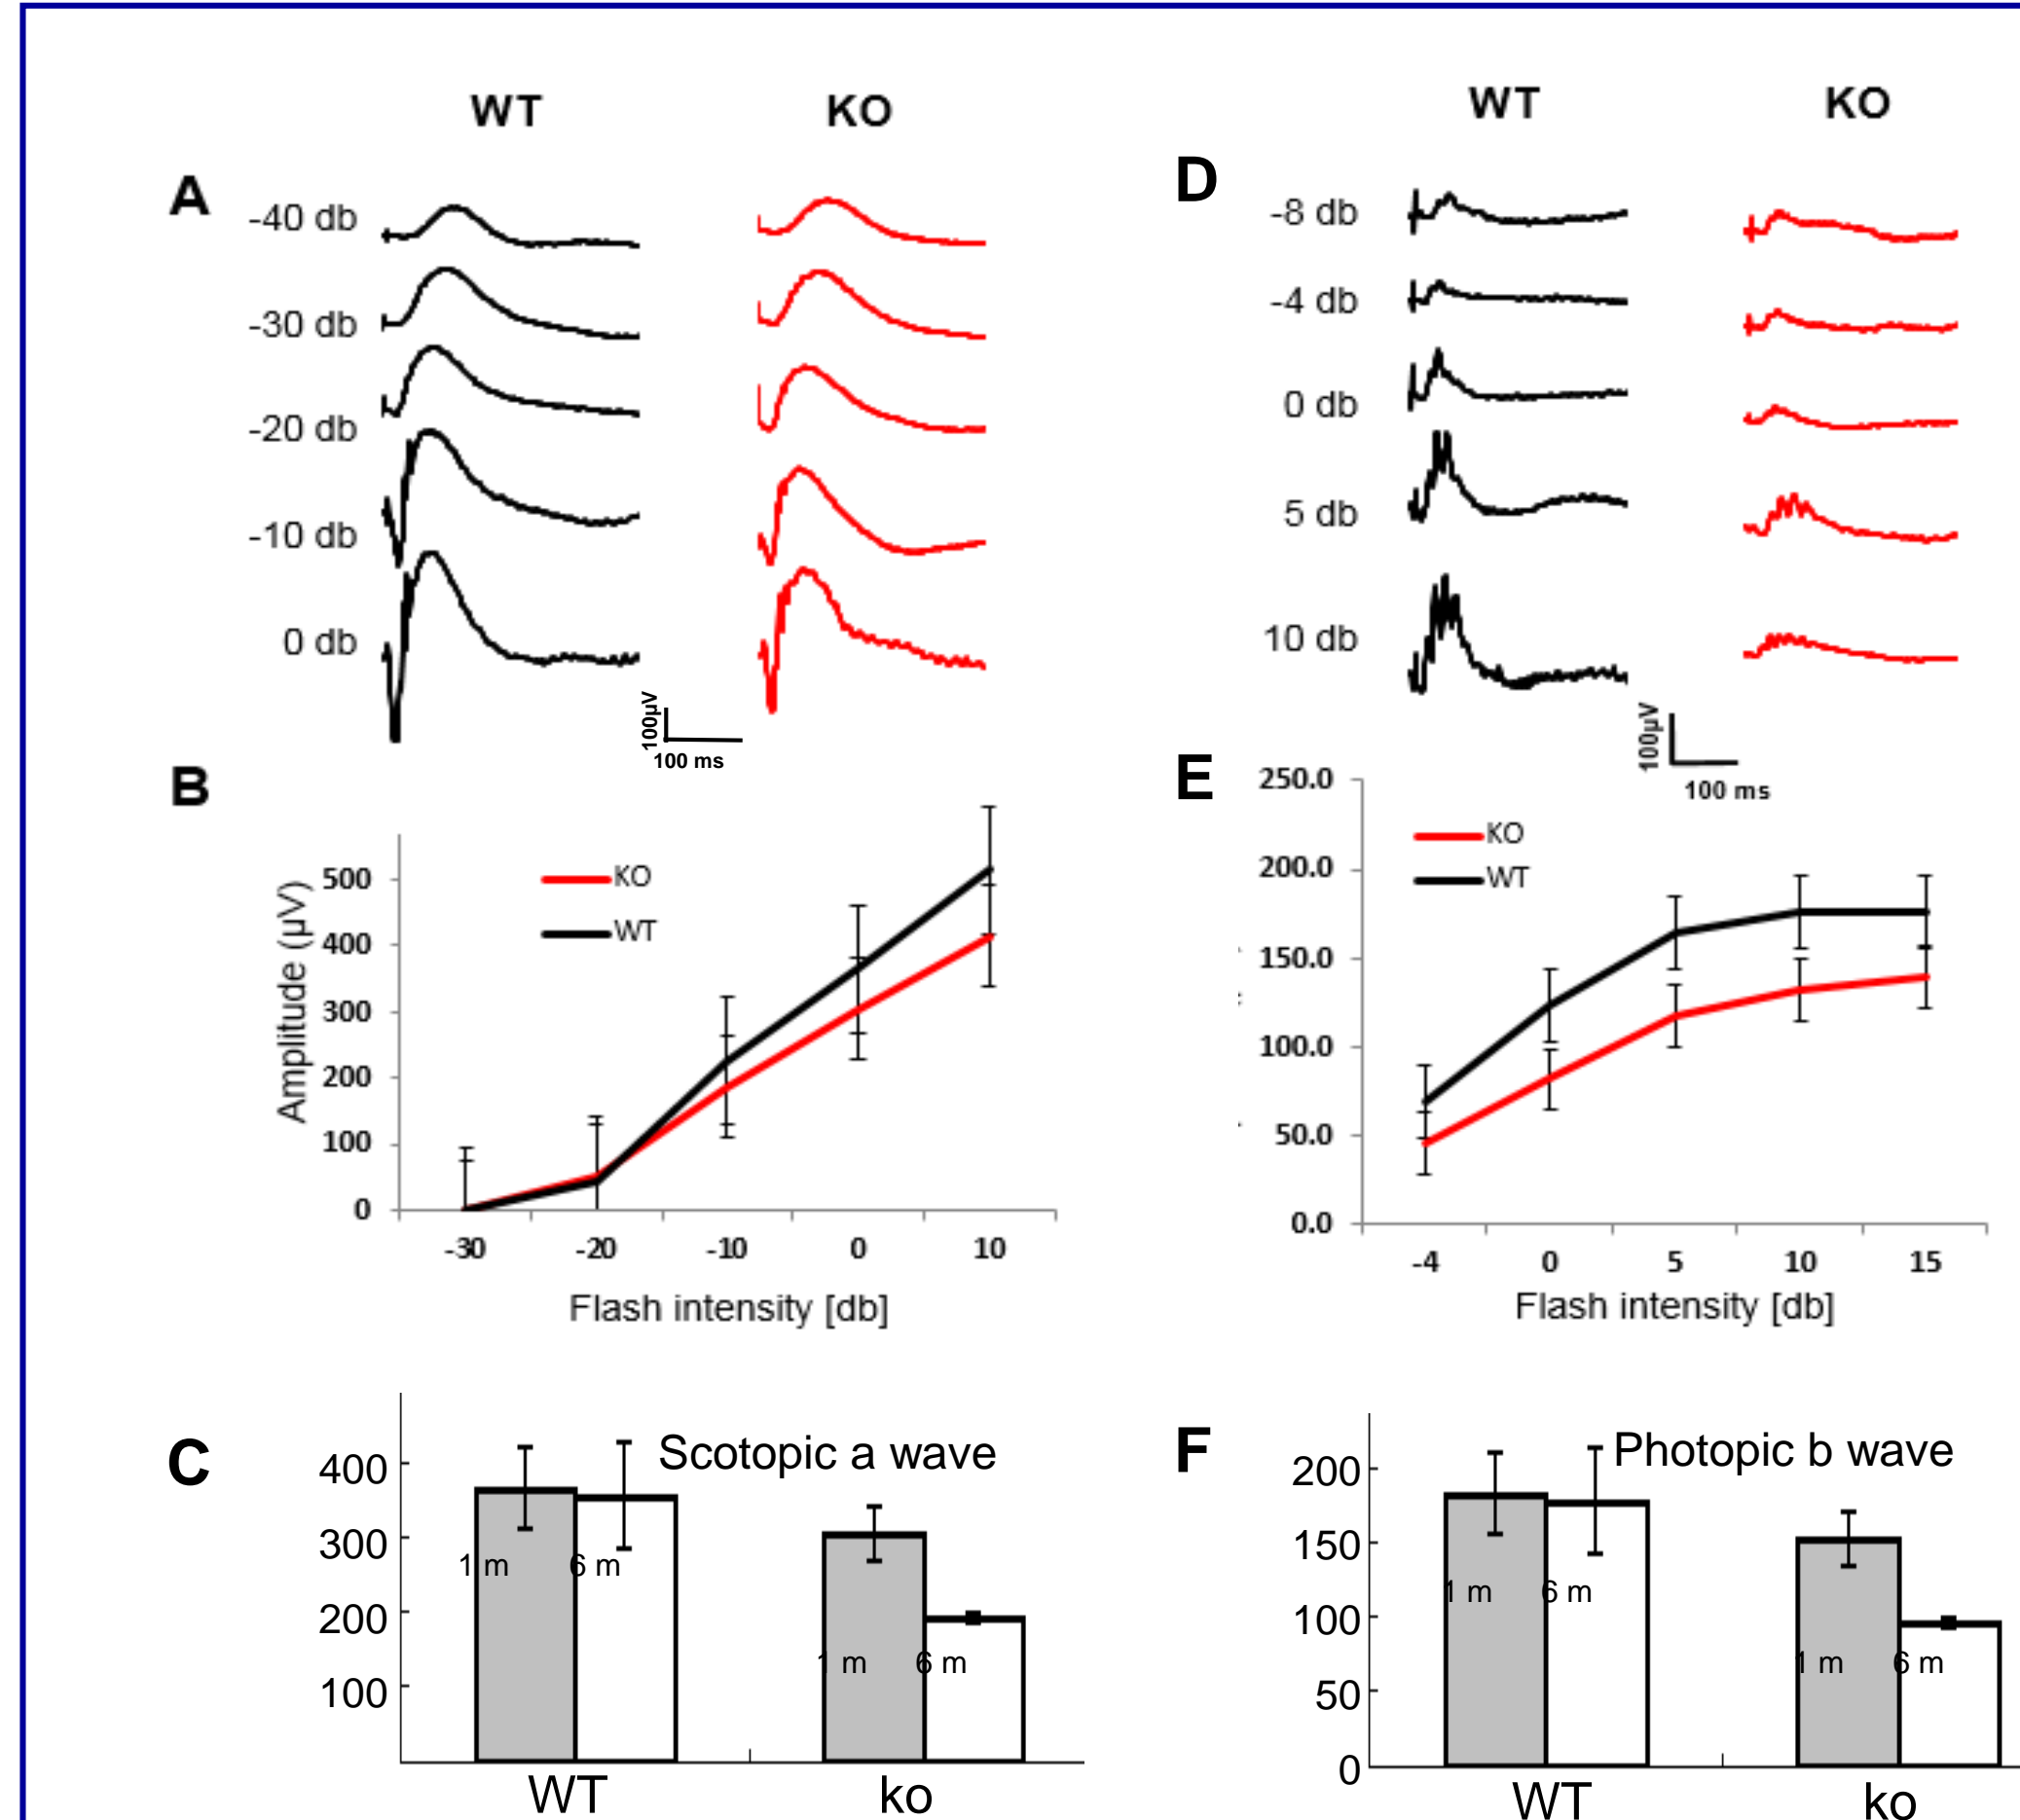 WT KO
A
-40 db
-30 db
-20 db
-10 db
0 db
100µV
100 ms
B
Amplitude (µV)
500
400
300
200
100
0
KO
WT
-30 -20 -10 0 10
Flash intensity [db]
C
Scotopic a wave
400
300
200
100
1 m 6 m
1 m 6 m
WT ko
WT KO
D
-8 db
-4 db
0 db
5 db
10 db
100µV
100 ms
E
250.0
200.0
150.0
100.0
50.0
0.0
KO
WT
-4 0 5 10 15
Flash intensity [db]
F
Photopic b wave
200
150
100
50
0
1 m 6 m
1 m 6 m
WT ko